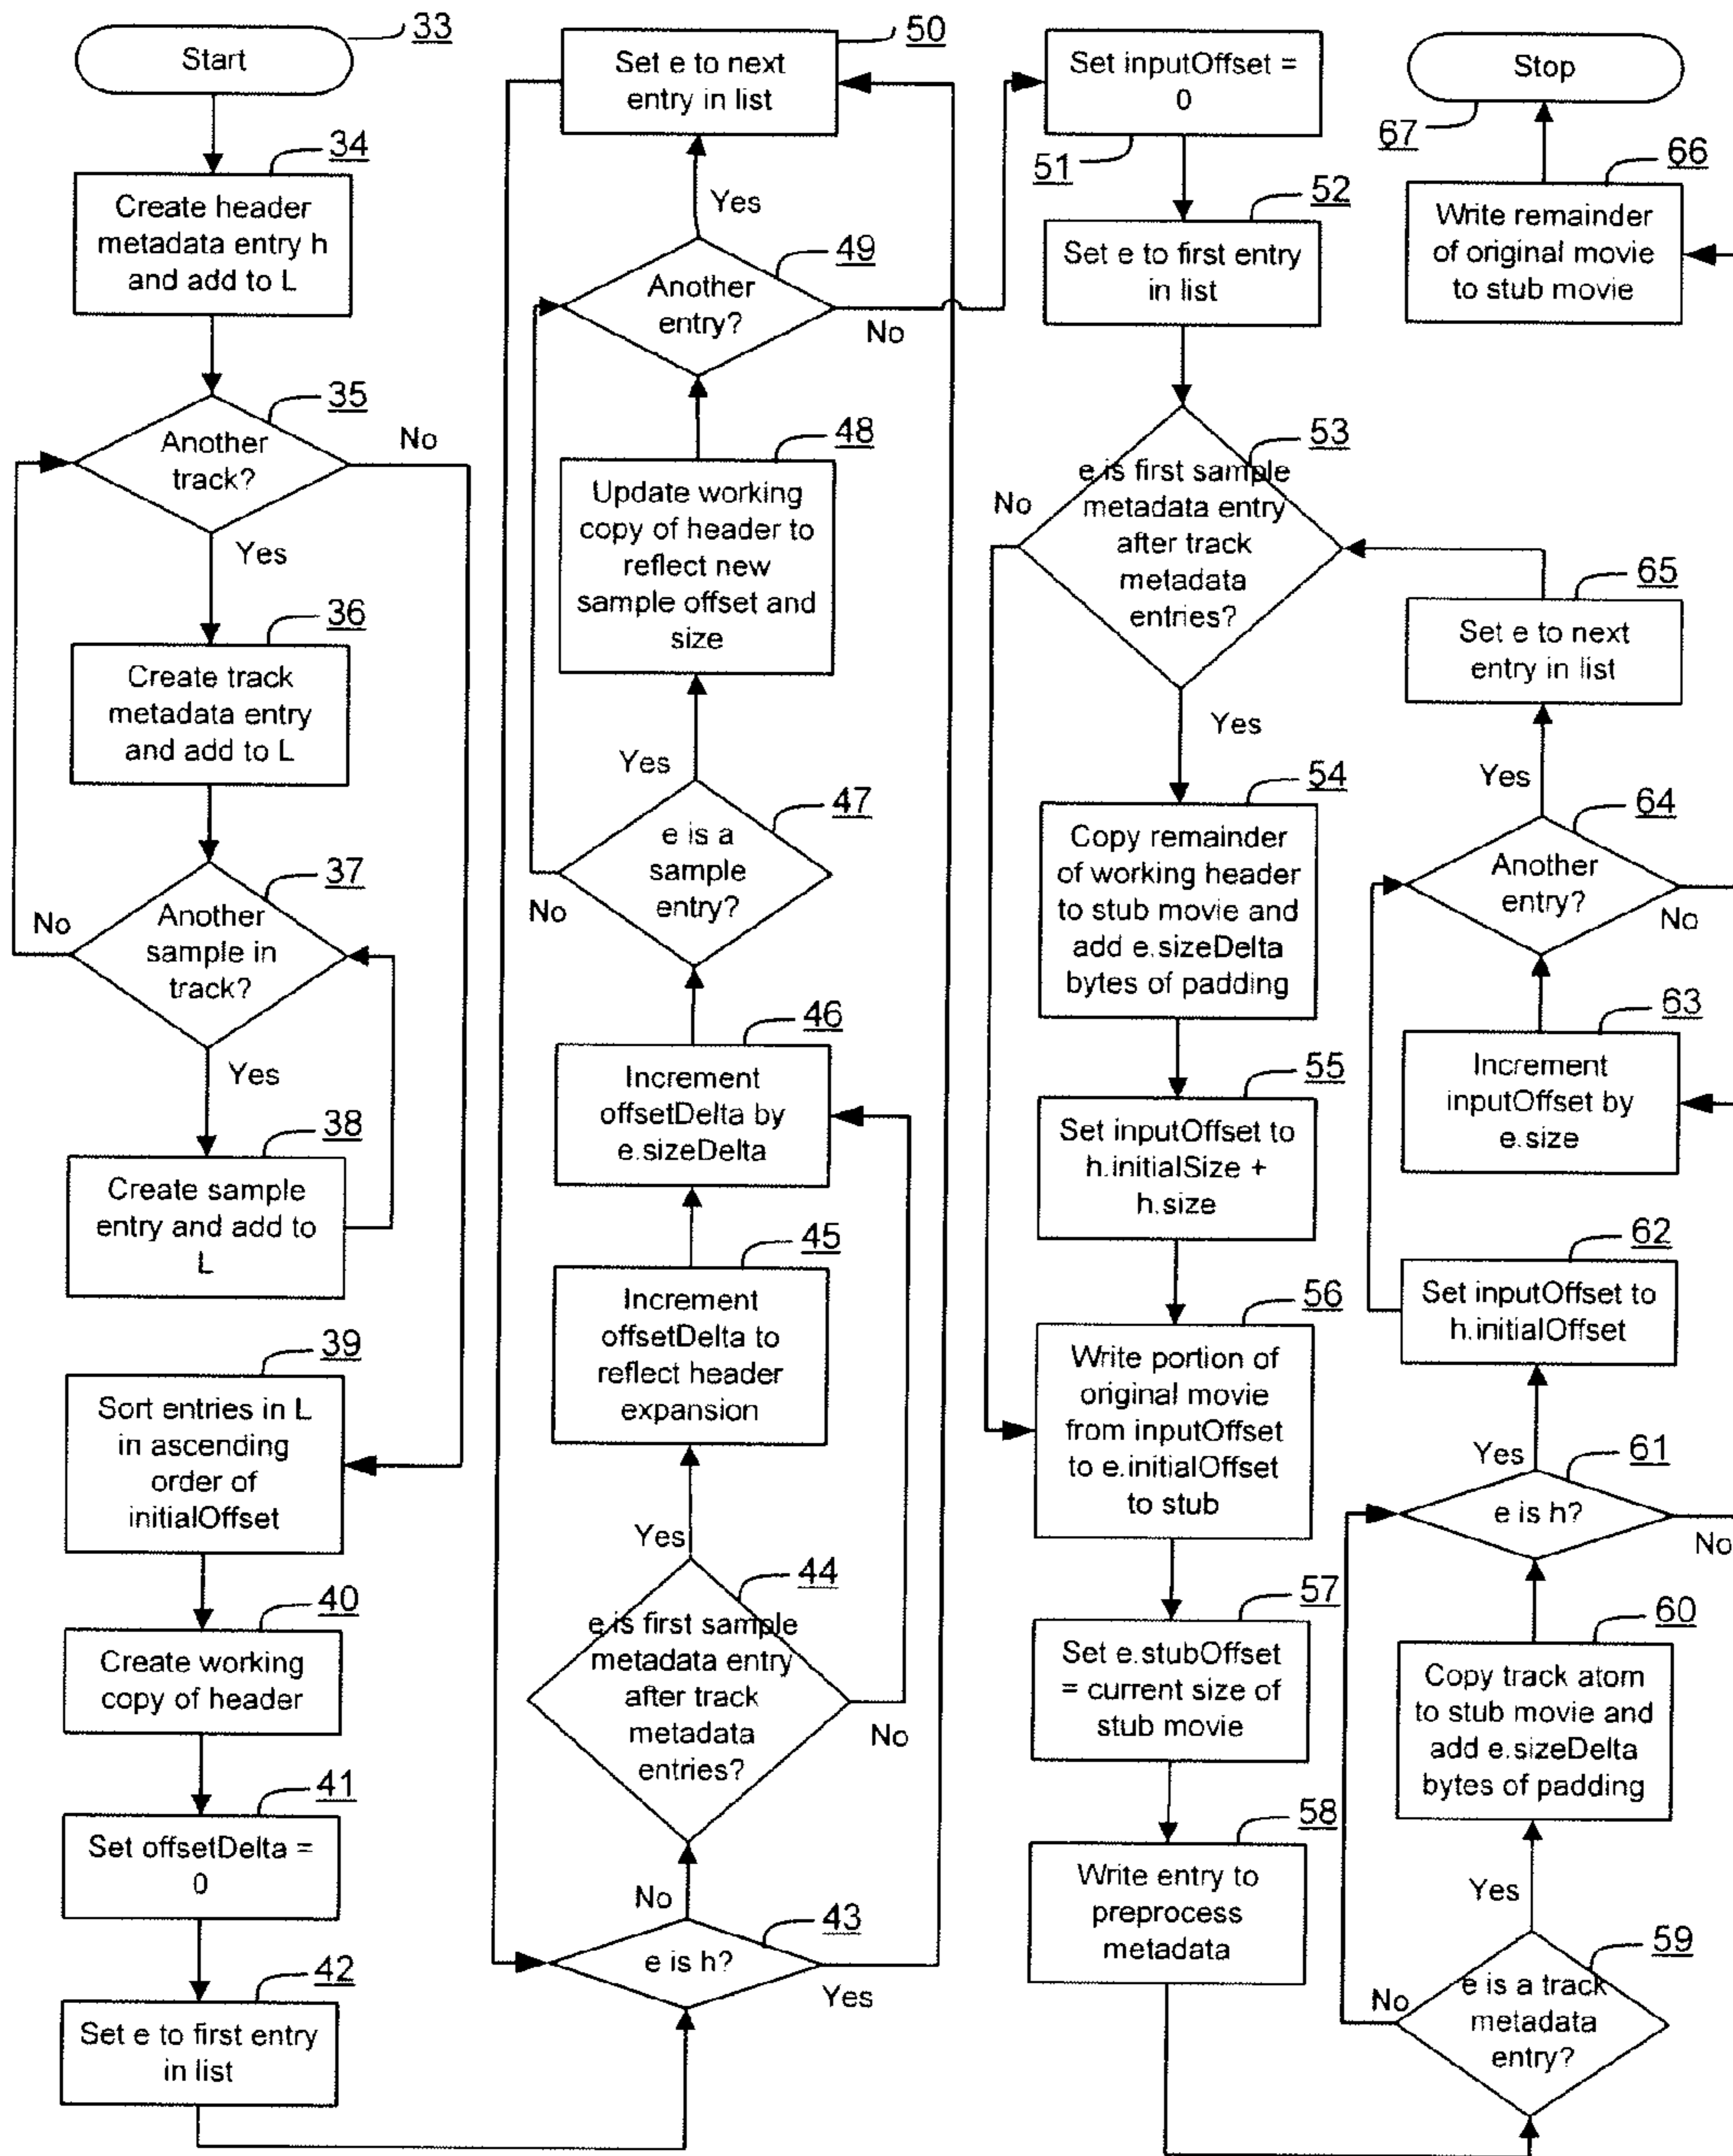 33
Start
34
Create header
metadata entry h
and add to L
35
No
Another
track?
Yes
36
Create track
metadata entry
and add to L
37
No
Another
sample in
track?
Yes
38
Create sample
entry and add to
L
39
Sort entries in L
in ascending
order of
initialOffset
40
Create working
copy of header
41
Set offsetDelta =
0
42
Set e to first entry
in list
50
Set e to next
entry in list
Yes
49
Another
entry?
No
48
Update working
copy of header to
reflect new
sample offset and
size
Yes
47
e is a
sample
entry?
No
46
Increment
offsetDelta by
e.sizeDelta
45
Increment
offsetDelta to
reflect header
expansion
Yes
44
e is first sample
metadata entry
after track
metadata
entries?
No
No
43
e is h?
Yes
Set inputOffset =
0
51
52
Set e to first entry
in list
53
e is first sample
metadata entry
after track
metadata
entries?
No
Yes
54
Copy remainder
of working header
to stub movie and
add e.sizeDelta
bytes of padding
55
Set inputOffset to
h.initialSize +
h.size
56
Write portion of
original movie
from inputOffset
to e.initialOffset
to stub
57
Set e.stubOffset
= current size of
stub movie
58
Write entry to
preprocess
metadata
Stop
67
66
Write remainder
of original movie
to stub movie
65
Set e to next
entry in list
Yes
64
Another
entry?
No
63
Increment
inputOffset by
e.size
62
Set inputOffset to
h.initialOffset
Yes
61
e is h?
No
60
Copy track atom
to stub movie and
add e.sizeDelta
bytes of padding
Yes
59
No
e is a track
metadata
entry?